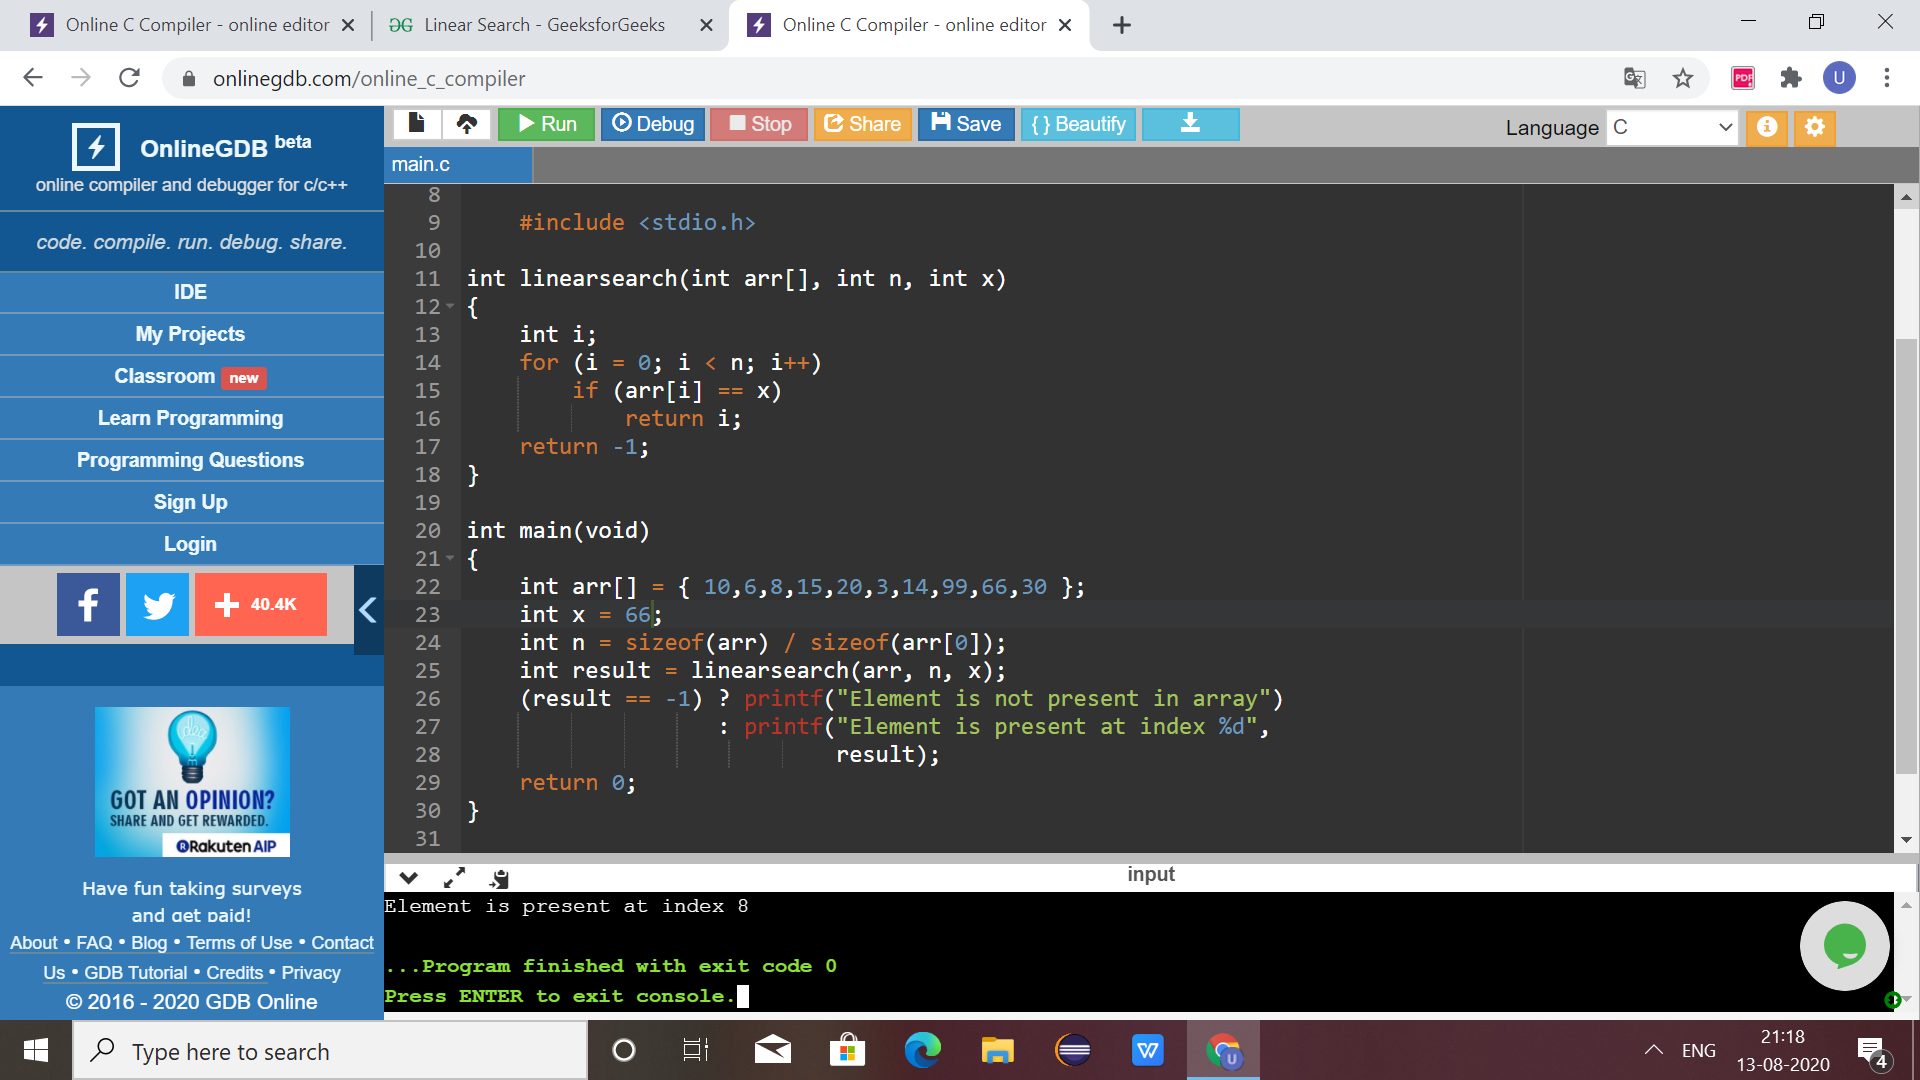 Online C Compiler - online editor
Linear Search - GeeksforGeeks
Online C Compiler - online editor
onlinegdb.com/online_c_compiler
PDF
U
OnlineGDB beta
online compiler and debugger for c/c++
code. compile. run. debug. share.
IDE
My Projects
Classroom new
Learn Programming
Programming Questions
Sign Up
Login
40.4K
idea
GOT AN OPINION?
SHARE AND GET REWARDED.
Rakuten AIP
Have fun taking surveys
and get paid!
About • FAQ • Blog • Terms of Use • Contact
Us • GDB Tutorial • Credits • Privacy
© 2016 - 2020 GDB Online
Run Debug Stop Share Save { } Beautify
Language C
main.c
8
9 #include <stdio.h>
10
11 int linearsearch(int arr[], int n, int x)
12 {
13 int i;
14 for (i = 0; i < n; i++)
15 if (arr[i] == x)
16 return i;
17 return -1;
18 }
19
20 int main(void)
21 {
22 int arr[] = { 10,6,8,15,20,3,14,99,66,30 };
23 int x = 66;
24 int n = sizeof(arr) / sizeof(arr[0]);
25 int result = linearsearch(arr, n, x);
26 (result == -1) ? printf("Element is not present in array")
27 : printf("Element is present at index %d",
28 result);
29 return 0;
30 }
31
input
Element is present at index 8
...Program finished with exit code 0
Press ENTER to exit console.
Type here to search
W
U
ENG
21:18
13-08-2020
4